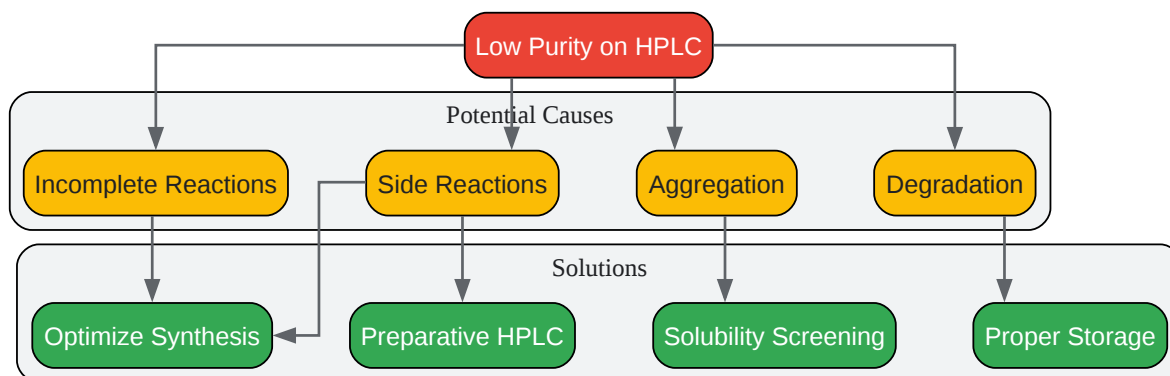 Low Purity on HPLC
Potential Causes
Incomplete Reactions
Side Reactions
Aggregation
Degradation
Solutions
Optimize Synthesis
Preparative HPLC
Solubility Screening
Proper Storage